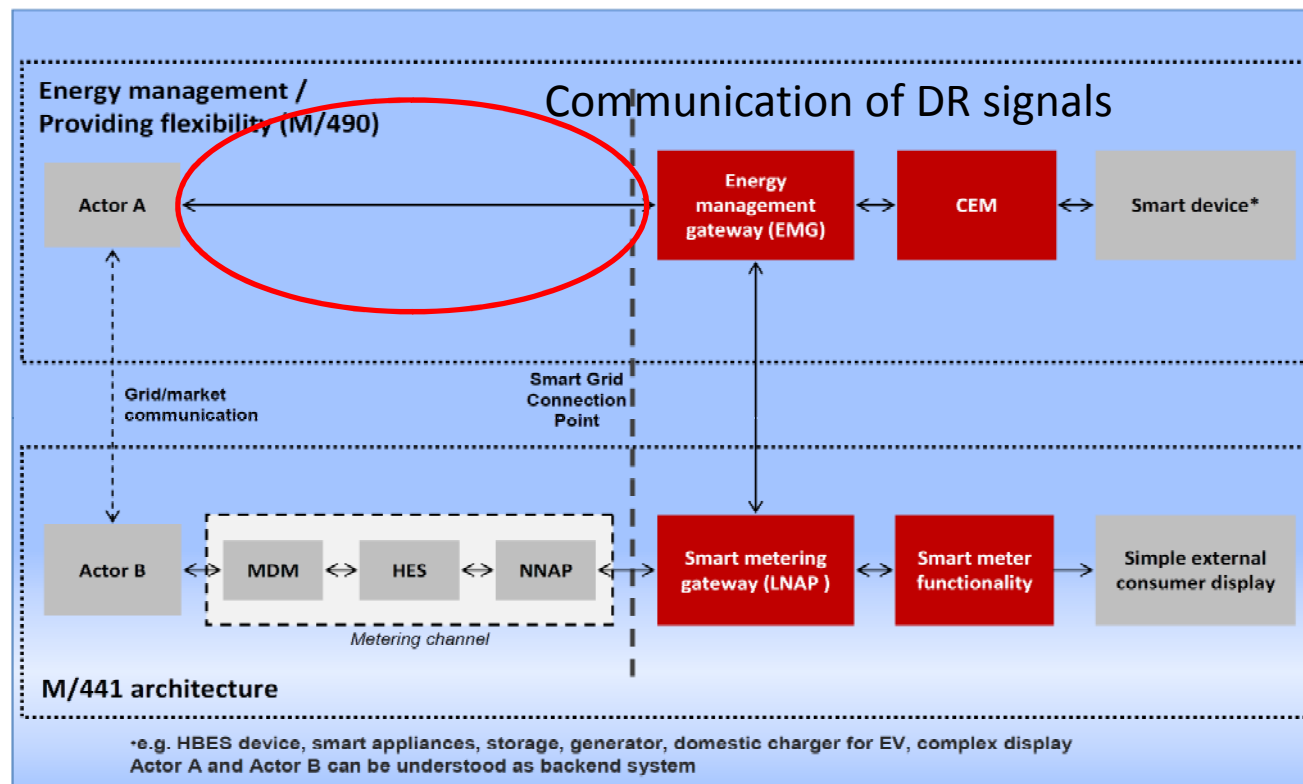 Energy management /
Providing flexibility (M/490)
Communication of DR signals
Actor A
Energy
management
gateway (EMG)
CEM
Smart device*
Grid/market
communication
Smart Grid
Connection
Point
Actor B
MDM
HES
NNAP
Smart metering
gateway (LNAP )
Smart meter
functionality
Simple external
consumer display
Metering channel
M/441 architecture
•e.g. HBES device, smart appliances, storage, generator, domestic charger for EV, complex display
Actor A and Actor B can be understood as backend system